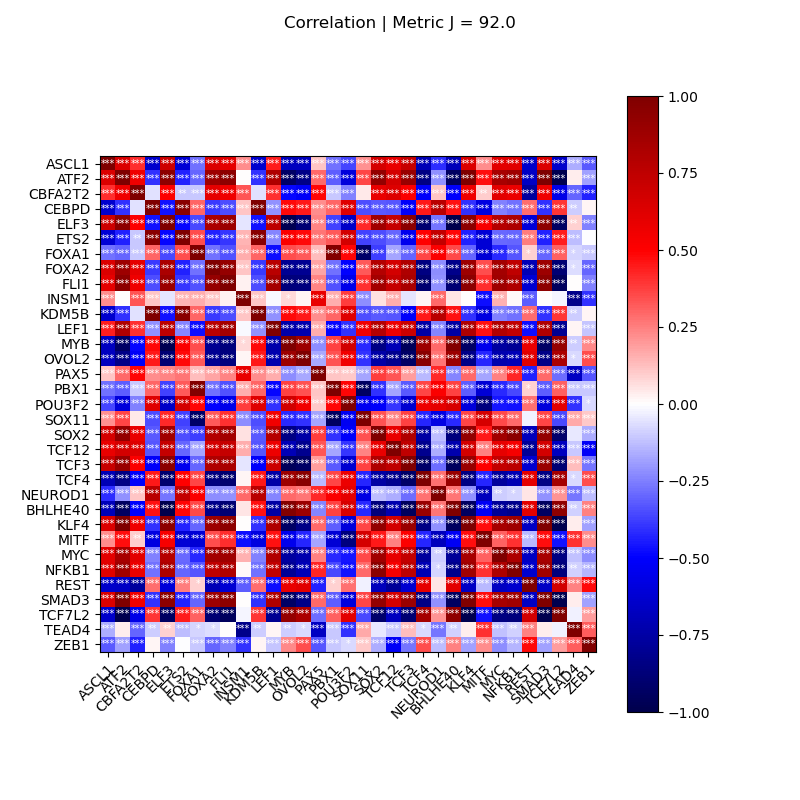 Correlation | Metric J = 92.0
ASCL1
ATF2
CBFA2T2
CEBPD
ELF3
ETS2
FOXA1
FOXA2
FLI1
INSM1
KDM5B
LEF1
MYB
OVOL2
PAX5
PBX1
POU3F2
SOX11
SOX2
TCF12
TCF3
TCF4
NEUROD1
BHLHE40
KLF4
MITF
MYC
NFKB1
REST
SMAD3
TCF7L2
TEAD4
ZEB1
ASCL1
ATF2
CBFA2T2
CEBPD
ELF3
ETS2
FOXA1
FOXA2
FLI1
INSM1
KDM5B
LEF1
MYB
OVOL2
PAX5
PBX1
POU3F2
SOX11
SOX2
TCF12
TCF3
TCF4
NEUROD1
BHLHE40
KLF4
MITF
MYC
NFKB1
REST
SMAD3
TCF7L2
TEAD4
ZEB1
1.00
0.75
0.50
0.25
0.00
−0.25
−0.50
−0.75
−1.00